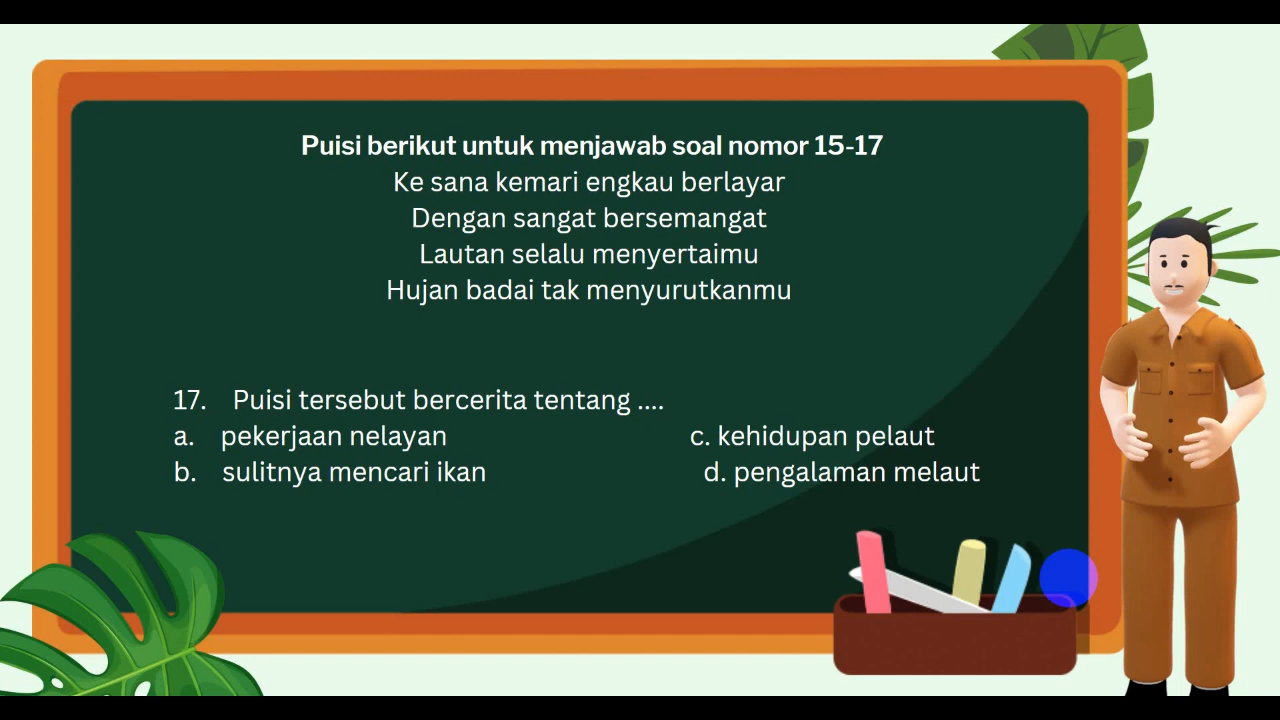 Puisi berikut untuk menjawab soal nomor 15-17
Ke sana kemari engkau berlayar
Dengan sangat bersemangat
Lautan selalu menyertaimu
Hujan badai tak menyurutkanmu
17. Puisi tersebut bercerita tentang ....
a. pekerjaan nelayan c. kehidupan pelaut
b. sulitnya mencari ikan d. pengalaman melaut